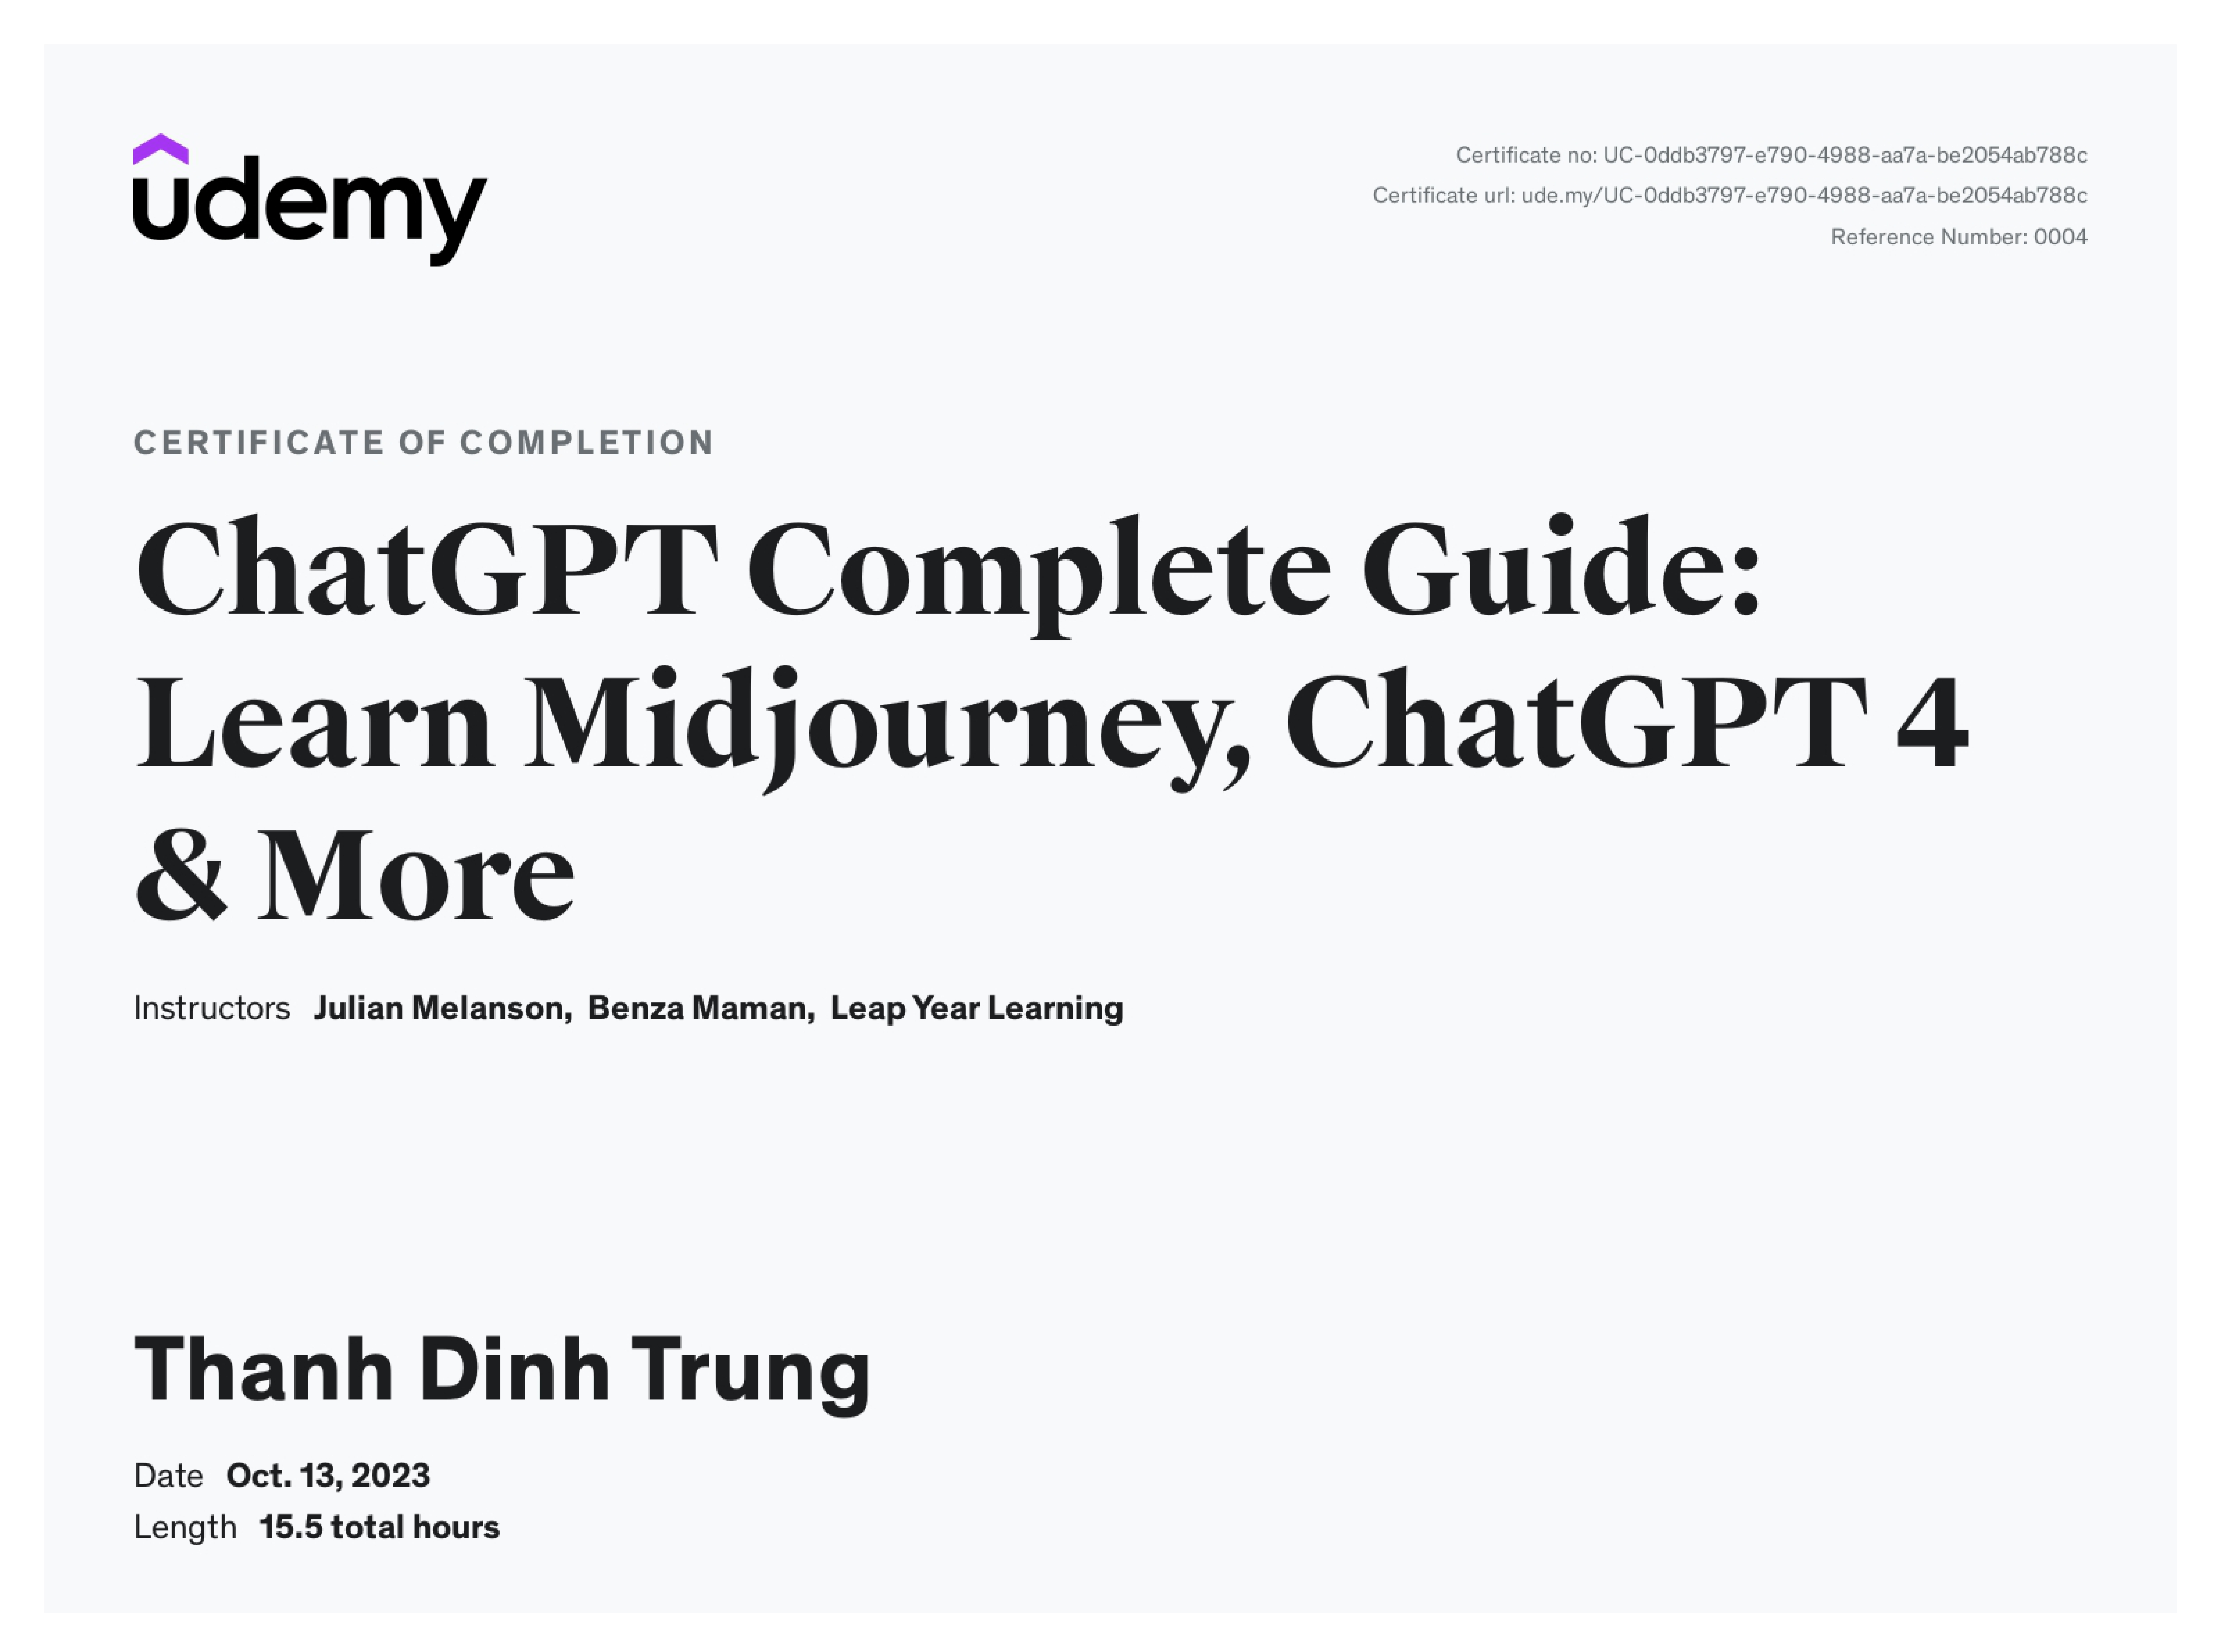 udemy
Certificate no: UC-0ddb3797-e790-4988-aa7a-be2054ab788c
Certificate url: ude.my/UC-0ddb3797-e790-4988-aa7a-be2054ab788c
Reference Number: 0004
CERTIFICATE OF COMPLETION
ChatGPT Complete Guide:
Learn Midjourney, ChatGPT 4
& More
Instructors Julian Melanson, Benza Maman, Leap Year Learning
Thanh Dinh Trung
Date Oct. 13, 2023
Length 15.5 total hours